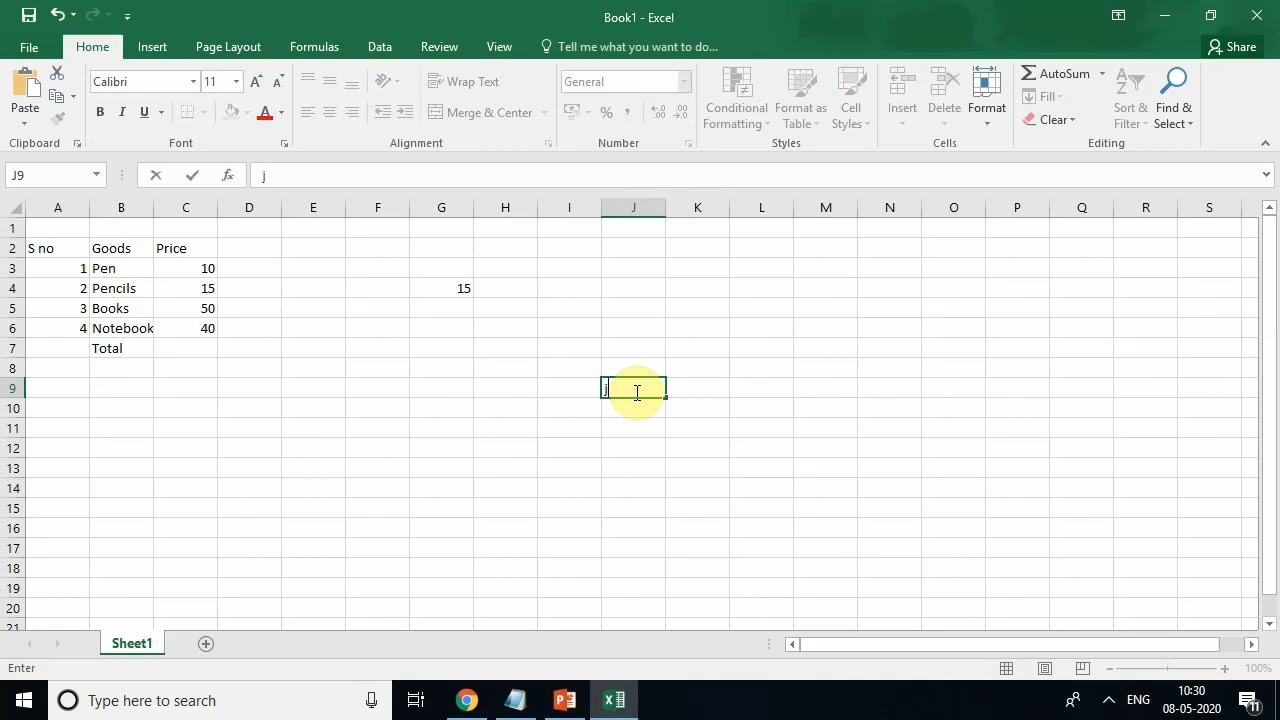 Book1 - Excel
File Home Insert Page Layout Formulas Data Review View Tell me what you want to do... Share
Paste Calibri 11 Wrap Text General Conditional Formatting Format as Table Cell Styles Insert Delete Format AutoSum Sort & Filter Find & Select
B I U A Merge & Center % , Fill Clear
Clipboard Font Alignment Number Styles Cells Editing
J9 fx j
A B C D E F G H I J K L M N O P Q R S
1
2 S no Goods Price
3 1 Pen 10
4 2 Pencils 15 15
5 3 Books 50
6 4 Notebook 40
7 Total
8
9 j
10
11
12
13
14
15
16
17
18
19
20
21
Sheet1
Enter 100%
Type here to search ENG 10:30
08-05-2020 11